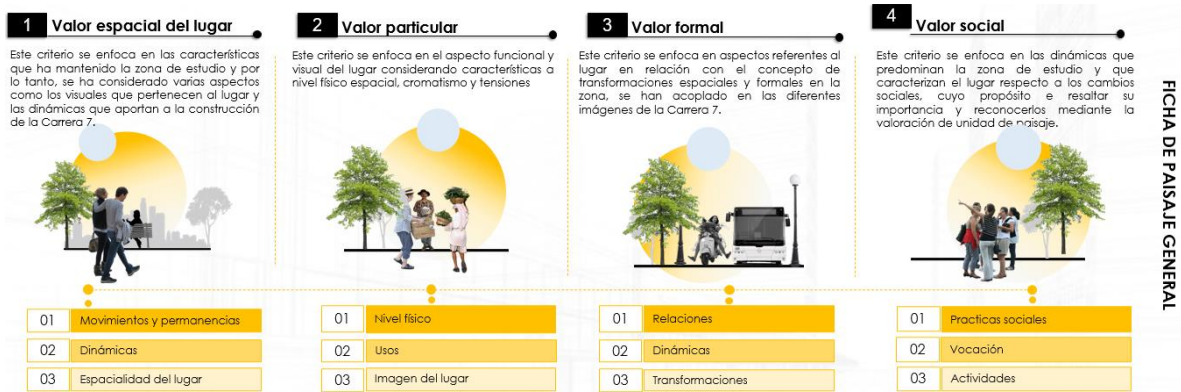 1 Valor espacial del lugar
Este criterio se enfoca en las características
que ha mantenido la zona de estudio y por
lo tanto, se ha considerado varias aspectos
como los visuales que pertenecen al lugar y
las dinámicas que aportan a la construcción
de la Carrera 7.
01 Movimientos y permanencias
02 Dinámicas
03 Espacialidad del lugar
2 Valor particular
Este criterio se enfoca en el aspecto funcional y
visual del lugar considerando características a
nivel físico espacial, cromatismo y tensiones
01 Nivel físico
02 Usos
03 Imagen del lugar
3 Valor formal
Este criterio se enfoca en aspectos referentes al
lugar en relación con el concepto de
transformaciones espaciales y formales en la
zona, se han acoplado en las diferentes
imágenes de la Carrera 7.
01 Relaciones
02 Dinámicas
03 Transformaciones
4 Valor social
Este criterio se enfoca en las dinámicas que
predominan la zona de estudio y que
caracterizan el lugar respecto a los cambios
sociales, cuyo propósito e resaltar su
importancia y reconocerlos mediante la
valoración de unidad de paisaje.
01 Practicas sociales
02 Vocación
03 Actividades
FICHA DE PAISAJE GENERAL